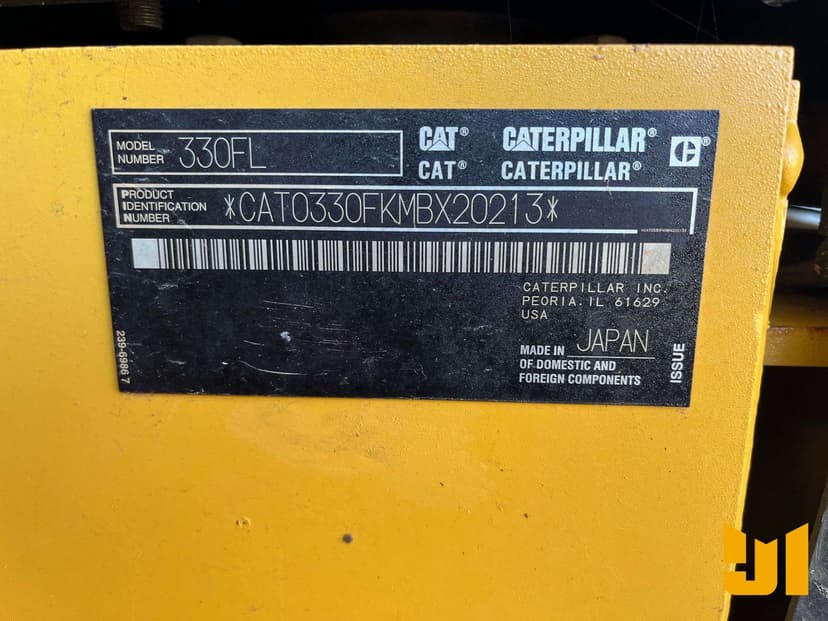 MODEL NUMBER 330FL
CAT® CATERPILLAR®
CAT® CATERPILLAR®
PRODUCT IDENTIFICATION NUMBER *CAT0330FKMBX20213*
*CAT0330FKMBX20213*
CATERPILLAR INC.
PEORIA, IL 61629
USA
MADE IN JAPAN
OF DOMESTIC AND
FOREIGN COMPONENTS
ISSUE
239-6986 7